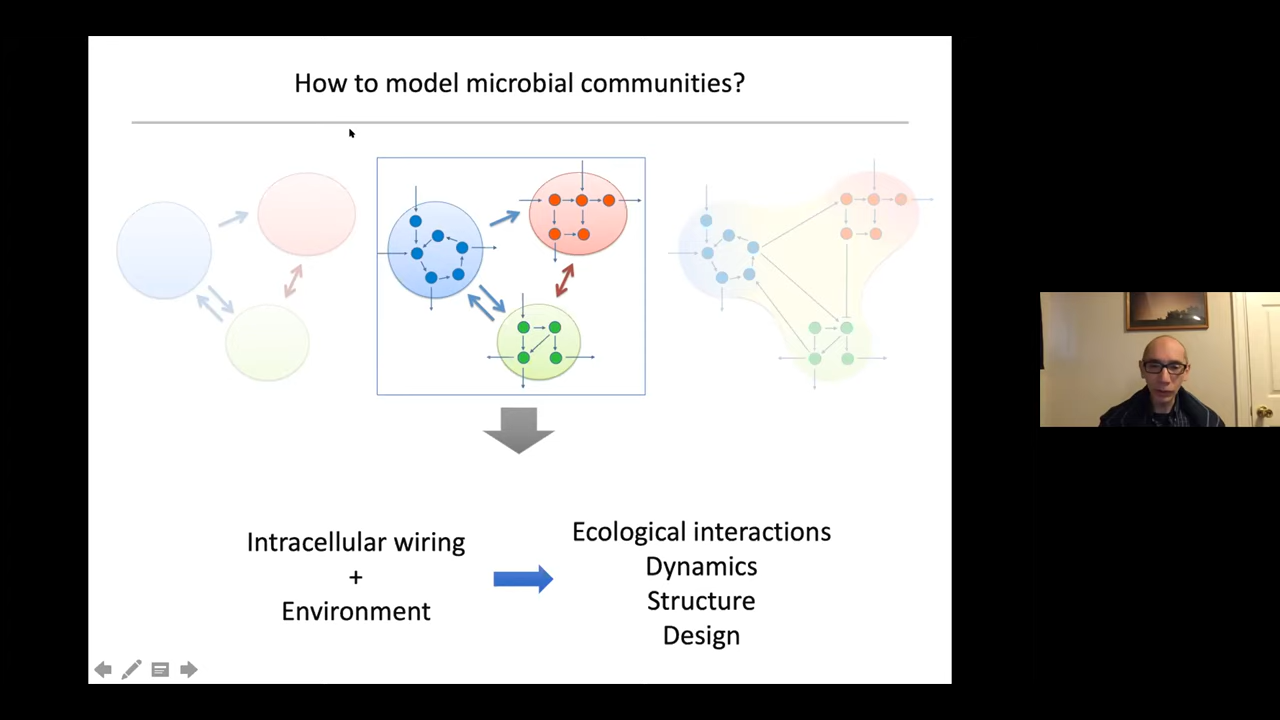 How to model microbial communities?
Intracellular wiring
+
Environment
Ecological interactions
Dynamics
Structure
Design